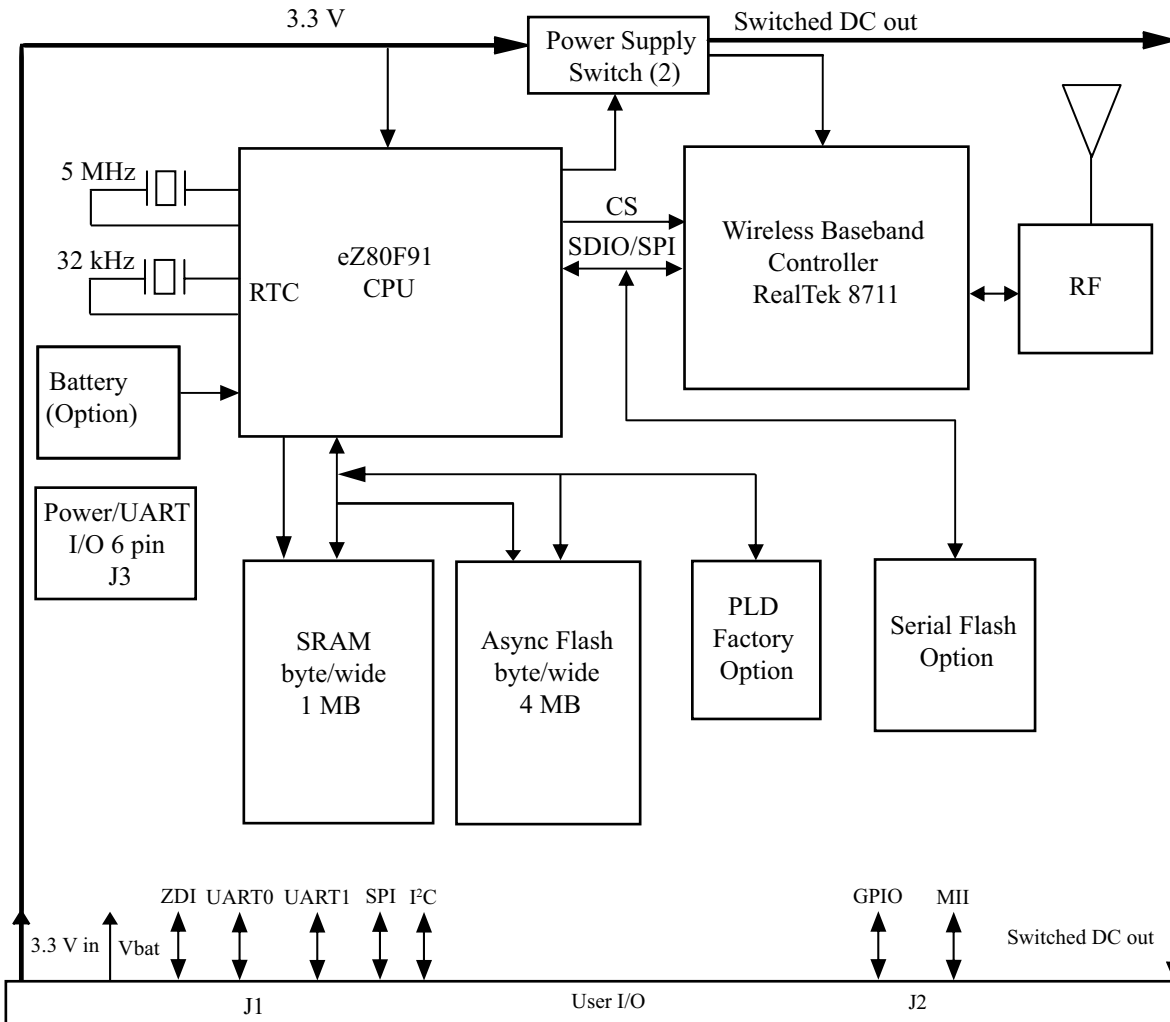 3.3 V
Switched DC out
Power Supply
Switch (2)
5 MHz
32 kHz
RTC
eZ80F91
CPU
CS
SDIO/SPI
Wireless Baseband
Controller
RealTek 8711
RF
Battery
(Option)
Power/UART
I/O 6 pin
J3
SRAM
byte/wide
1 MB
Async Flash
byte/wide
4 MB
PLD
Factory
Option
Serial Flash
Option
ZDI
UART0
UART1
SPI
I²C
GPIO
MII
3.3 V in
Vbat
Switched DC out
J1
User I/O
J2